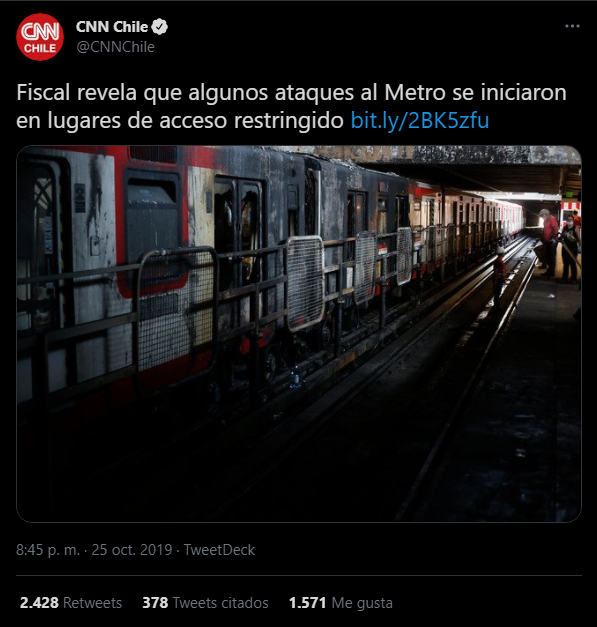 CNN
CHILE
CNN Chile
@CNNChile
Fiscal revela que algunos ataques al Metro se iniciaron
en lugares de acceso restringido bit.ly/2BK5zfu
8:45 p. m. · 25 oct. 2019 · TweetDeck
2.428 Retweets 378 Tweets citados 1.571 Me gusta